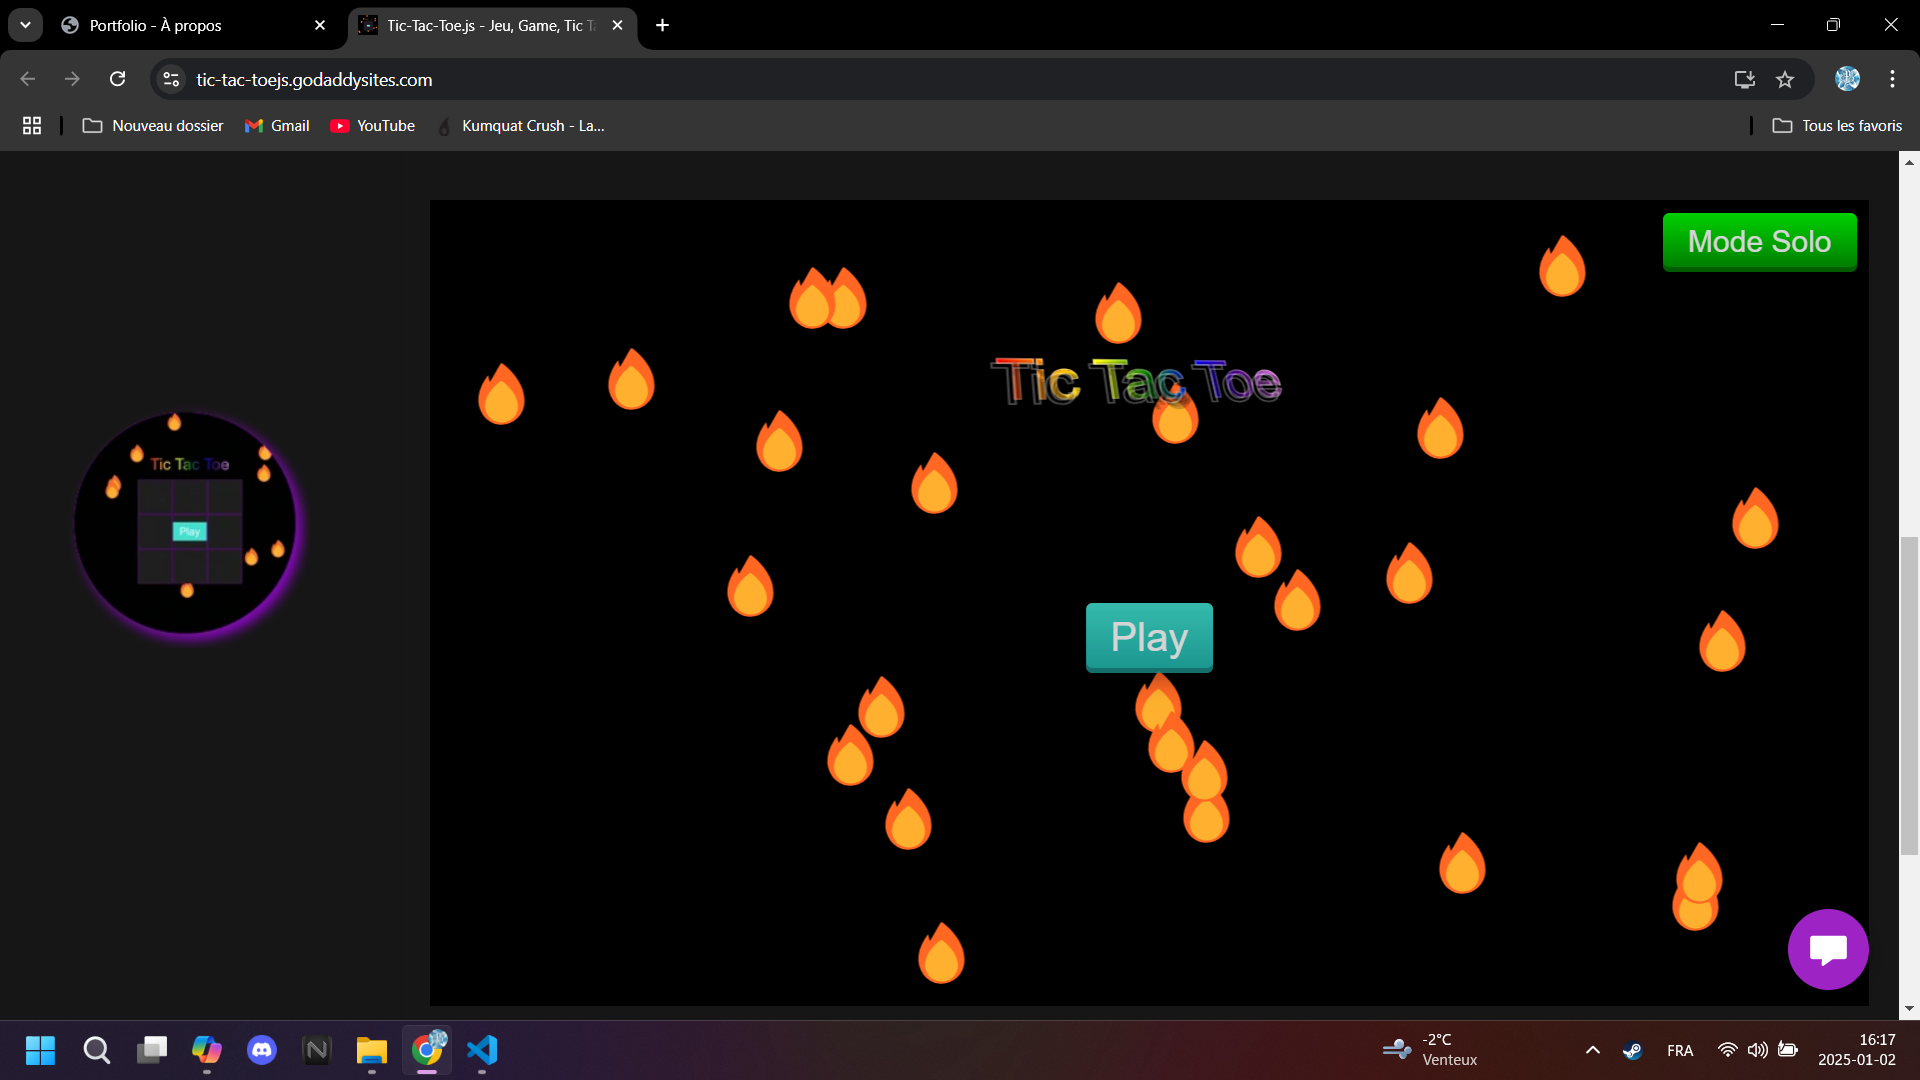 Portfolio - À propos
Tic-Tac-Toe.js - Jeu, Game, Tic T
tic-tac-toejs.godaddysites.com
Nouveau dossier
Gmail
YouTube
Kumquat Crush - La...
Tous les favoris
Mode Solo
Tic Tac Toe
Play
Tic Tac Toe
Play
-2°C
Venteux
FRA
16:17
2025-01-02